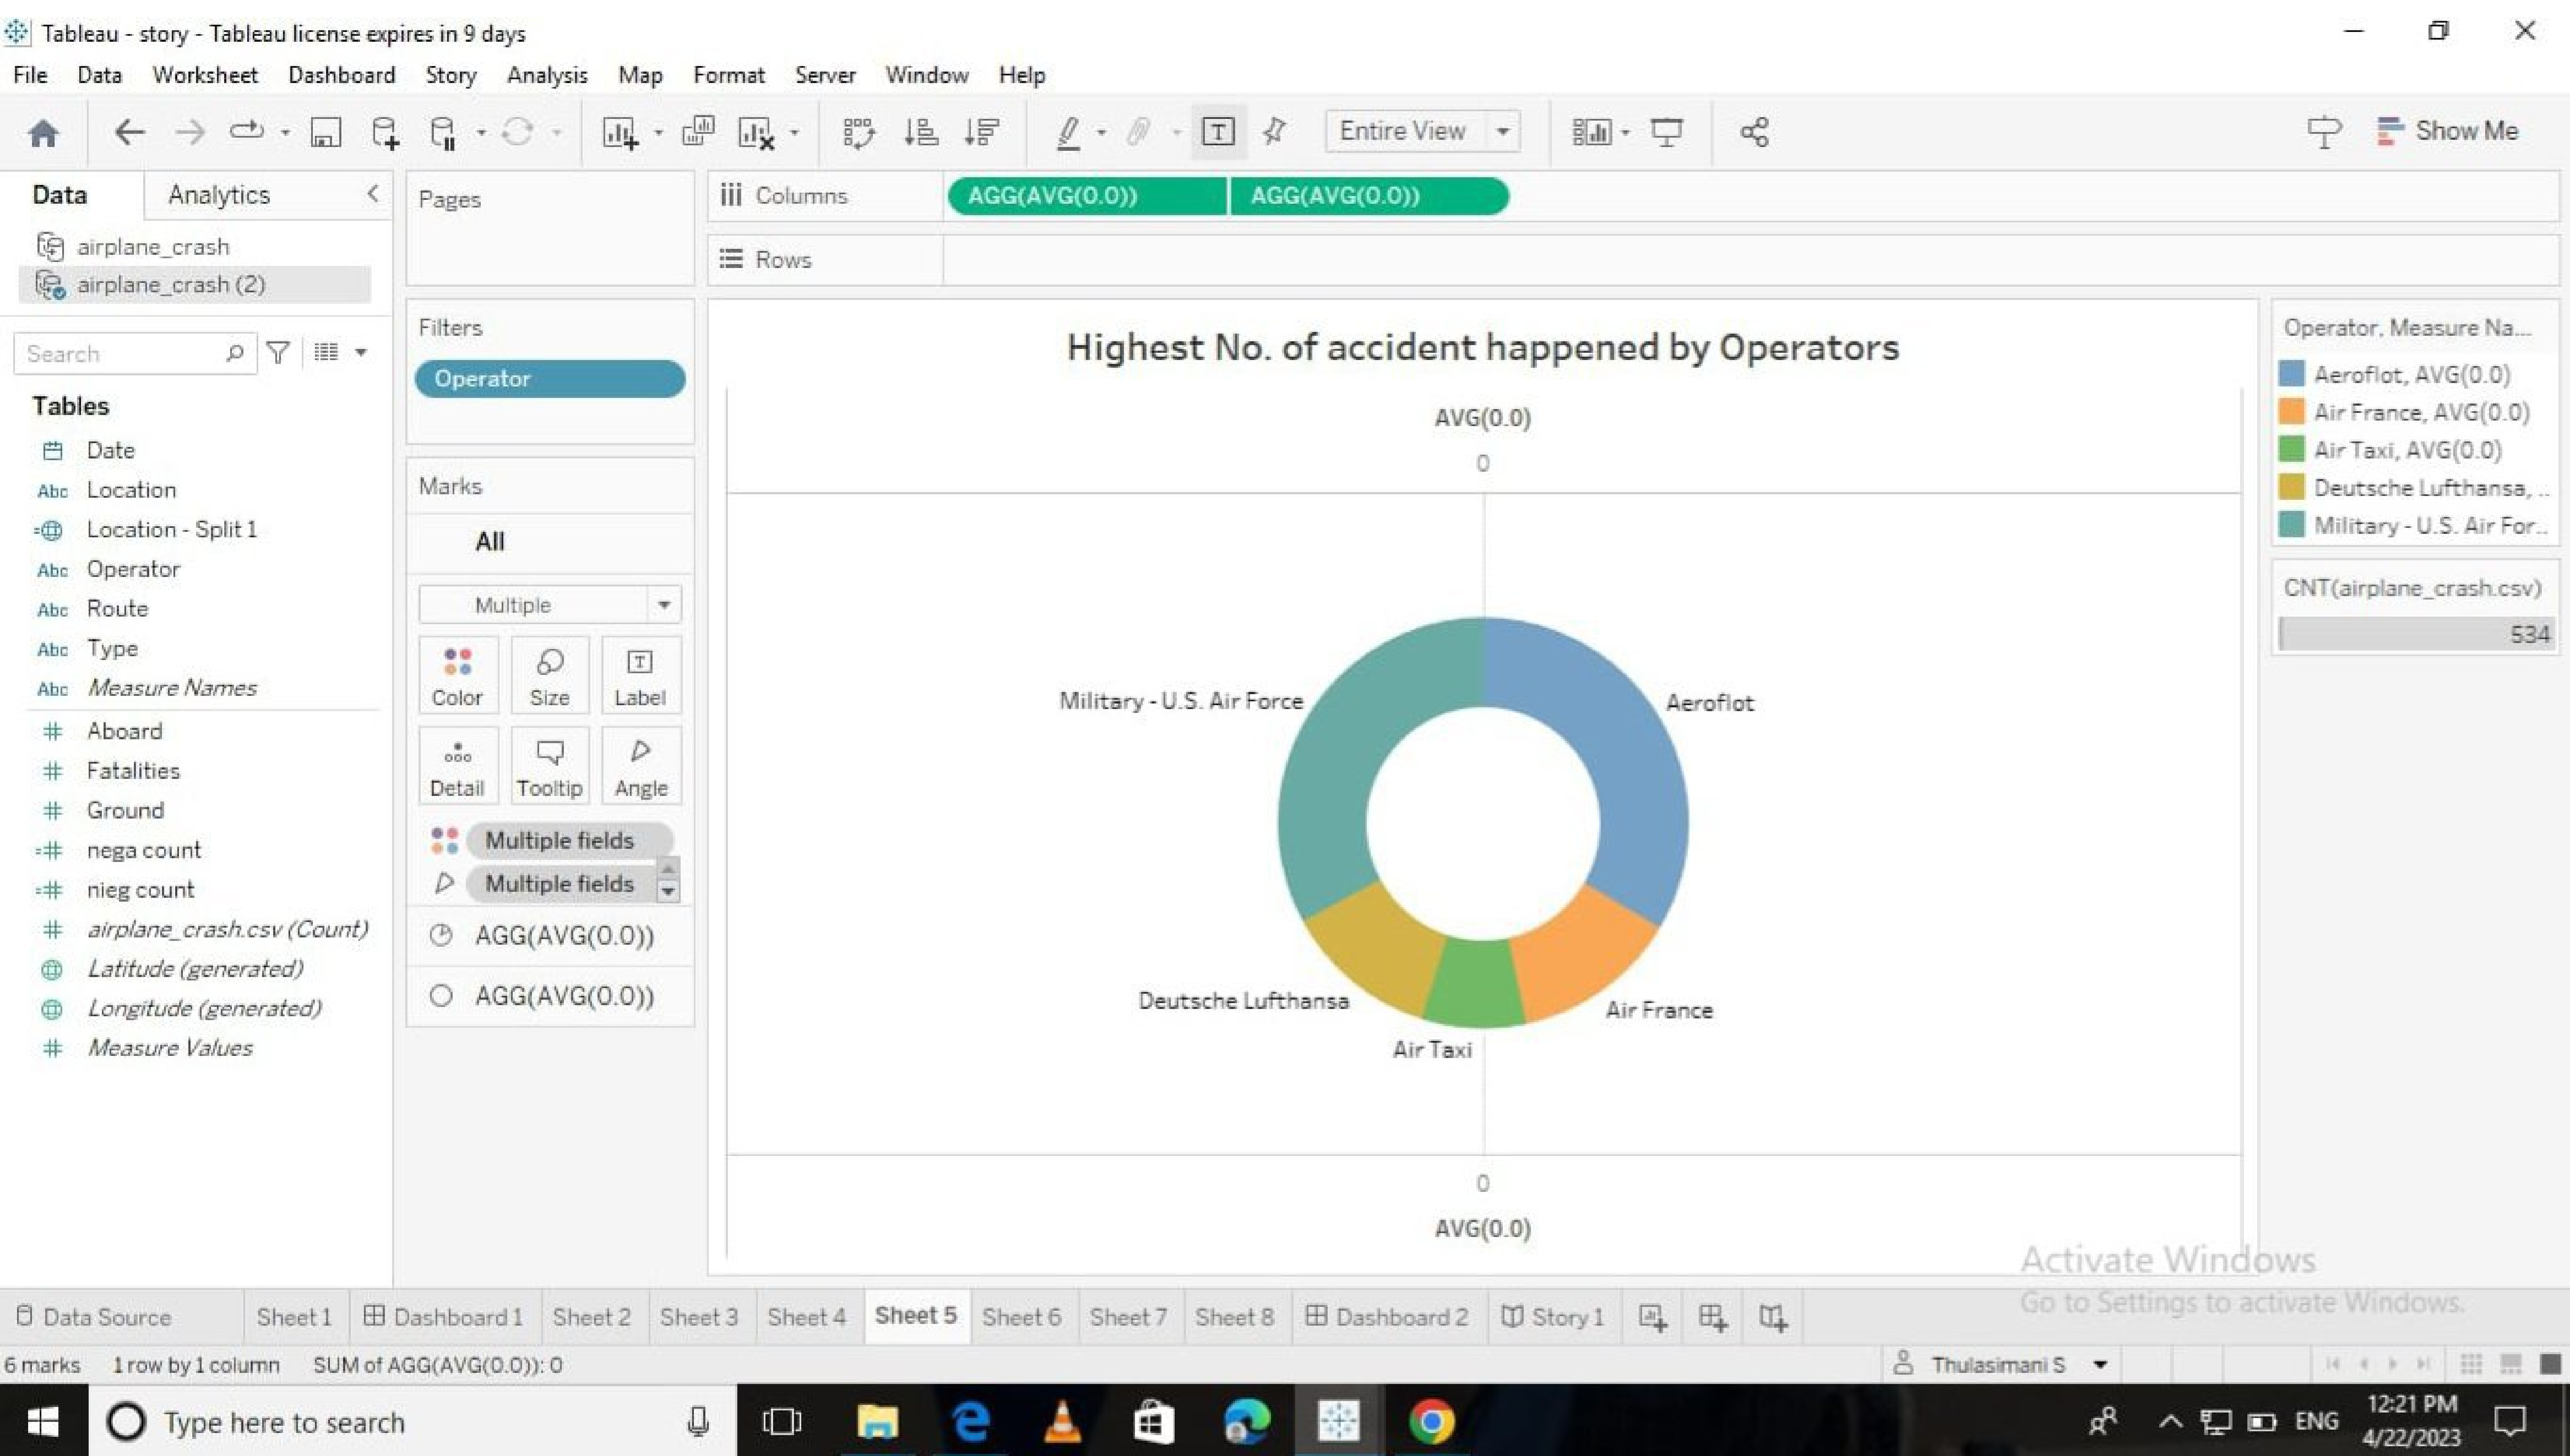 Tableau - story - Tableau license expires in 9 days
File Data Worksheet Dashboard Story Analysis Map Format Server Window Help
Entire View
Show Me
Data Analytics
airplane_crash
airplane_crash (2)
Search
Tables
Date
Abc Location
Location - Split 1
Abc Operator
Abc Route
Abc Type
Abc Measure Names
Aboard
Fatalities
Ground
nega count
nieg count
airplane_crash.csv (Count)
Latitude (generated)
Longitude (generated)
Measure Values
Pages
Filters
Operator
Marks
All
Multiple
Color Size Label
Detail Tooltip Angle
Multiple fields
Multiple fields
AGG(AVG(0.0))
AGG(AVG(0.0))
Columns AGG(AVG(0.0)) AGG(AVG(0.0))
Rows
Highest No. of accident happened by Operators
AVG(0.0)
0
Military - U.S. Air Force
Aeroflot
Deutsche Lufthansa
Air France
Air Taxi
0
AVG(0.0)
Operator, Measure Na...
Aeroflot, AVG(0.0)
Air France, AVG(0.0)
Air Taxi, AVG(0.0)
Deutsche Lufthansa, ..
Military - U.S. Air For..
CNT(airplane_crash.csv)
534
Activate Windows
Go to Settings to activate Windows.
Data Source Sheet 1 Dashboard 1 Sheet 2 Sheet 3 Sheet 4 Sheet 5 Sheet 6 Sheet 7 Sheet 8 Dashboard 2 Story 1
6 marks 1 row by 1 column SUM of AGG(AVG(0.0)): 0
Thulasimani S
Type here to search
ENG
12:21 PM
4/22/2023